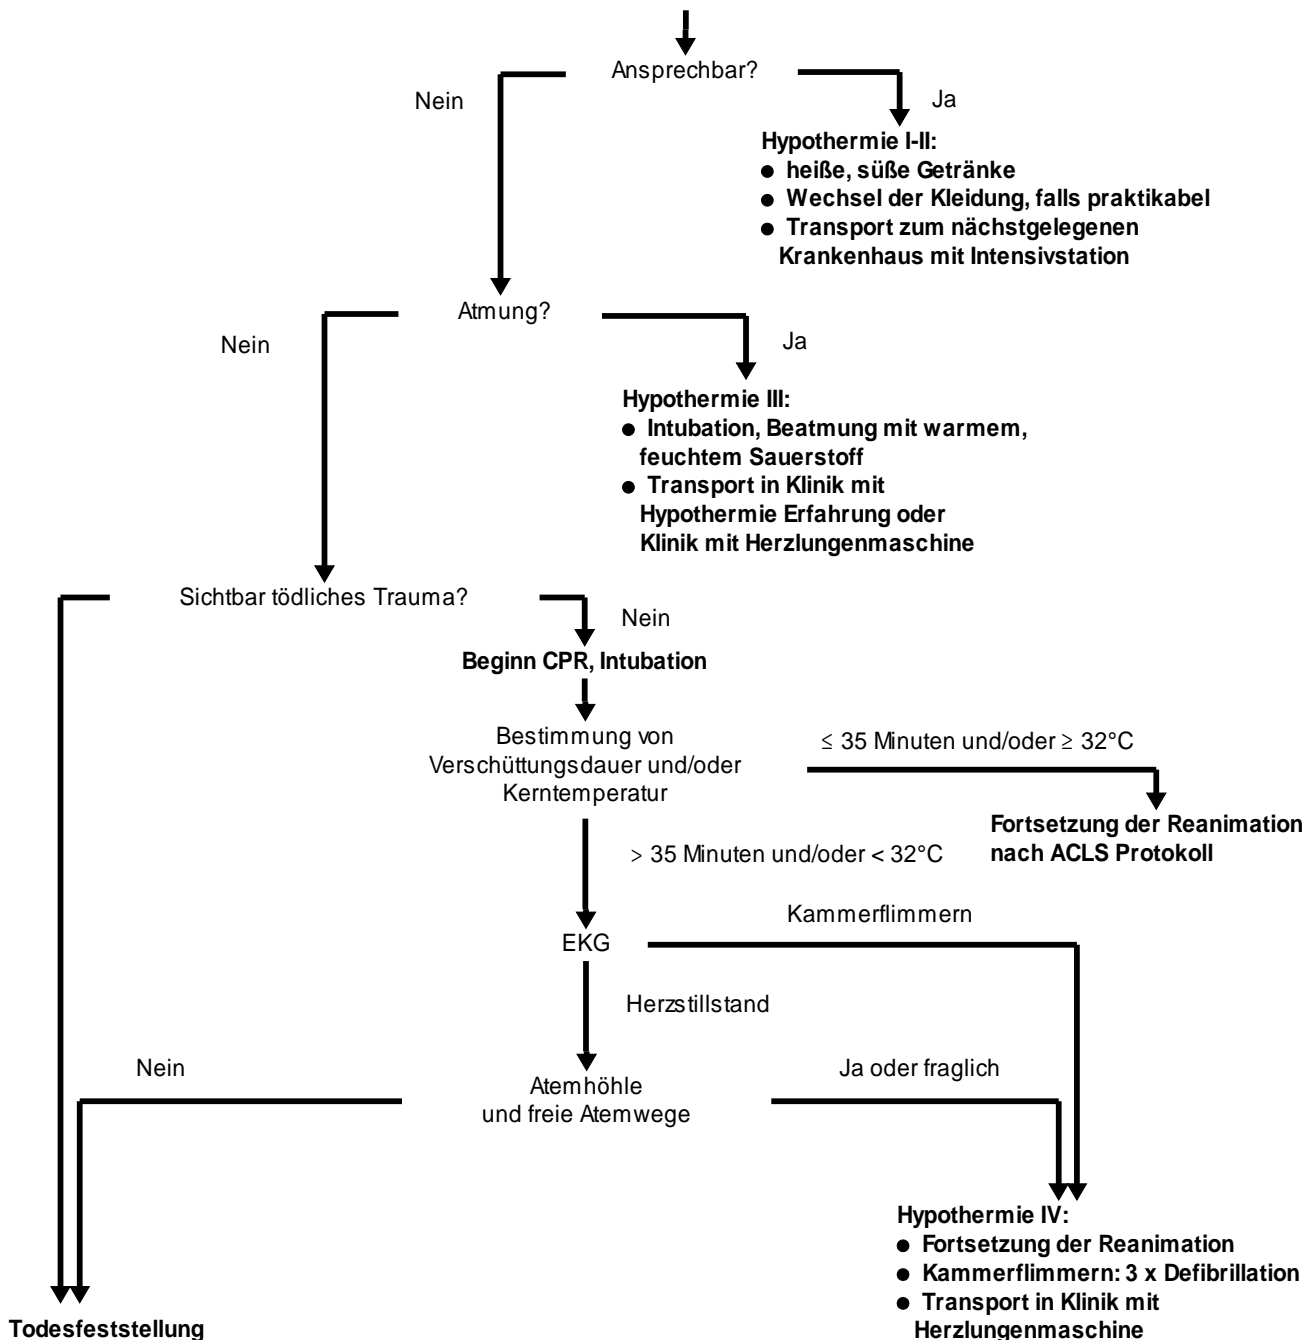 Ansprechbar?
Nein
Ja
Hypothermie I-II:
● heiße, süße Getränke
● Wechsel der Kleidung, falls praktikabel
● Transport zum nächstgelegenen
Krankenhaus mit Intensivstation
Atmung?
Nein
Ja
Hypothermie III:
● Intubation, Beatmung mit warmem,
feuchtem Sauerstoff
● Transport in Klinik mit
Hypothermie Erfahrung oder
Klinik mit Herzlungenmaschine
Sichtbar tödliches Trauma?
Nein
Beginn CPR, Intubation
Bestimmung von
Verschüttungsdauer und/oder
Kerntemperatur
≤ 35 Minuten und/oder ≥ 32°C
Fortsetzung der Reanimation
nach ACLS Protokoll
> 35 Minuten und/oder < 32°C
Kammerflimmern
EKG
Herzstillstand
Nein
Ja oder fraglich
Atemhöhle
und freie Atemwege
Hypothermie IV:
● Fortsetzung der Reanimation
● Kammerflimmern: 3 x Defibrillation
● Transport in Klinik mit
Herzlungenmaschine
Todesfeststellung